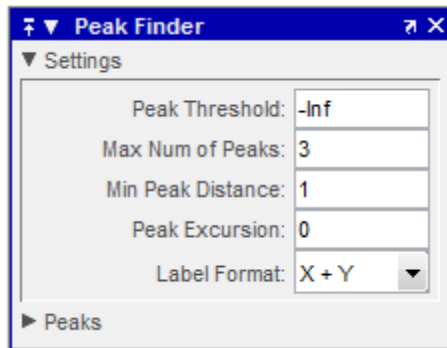 Peak Finder
Settings
Peak Threshold: -Inf
Max Num of Peaks: 3
Min Peak Distance: 1
Peak Excursion: 0
Label Format: X + Y
Peaks